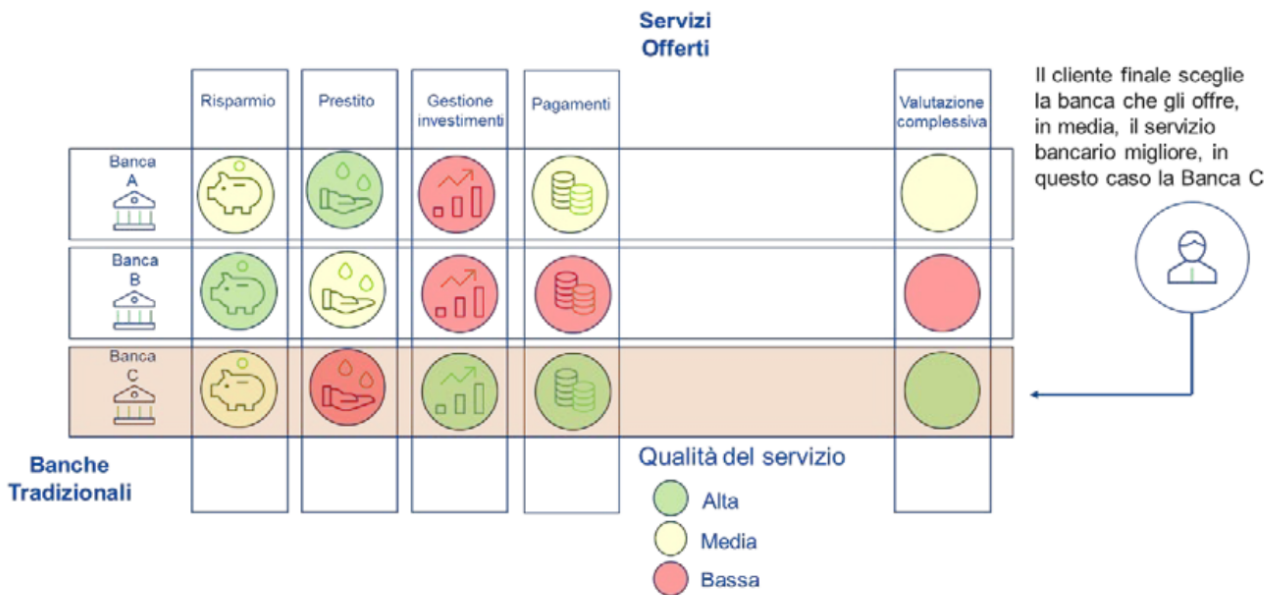 Servizi
Offerti
Risparmio
Prestito
Gestione
investimenti
Pagamenti
Valutazione
complessiva
Il cliente finale sceglie
la banca che gli offre,
in media, il servizio
bancario migliore, in
questo caso la Banca C
Banca
A
Banca
B
Banca
C
Banche
Tradizionali
Qualità del servizio
Alta
Media
Bassa